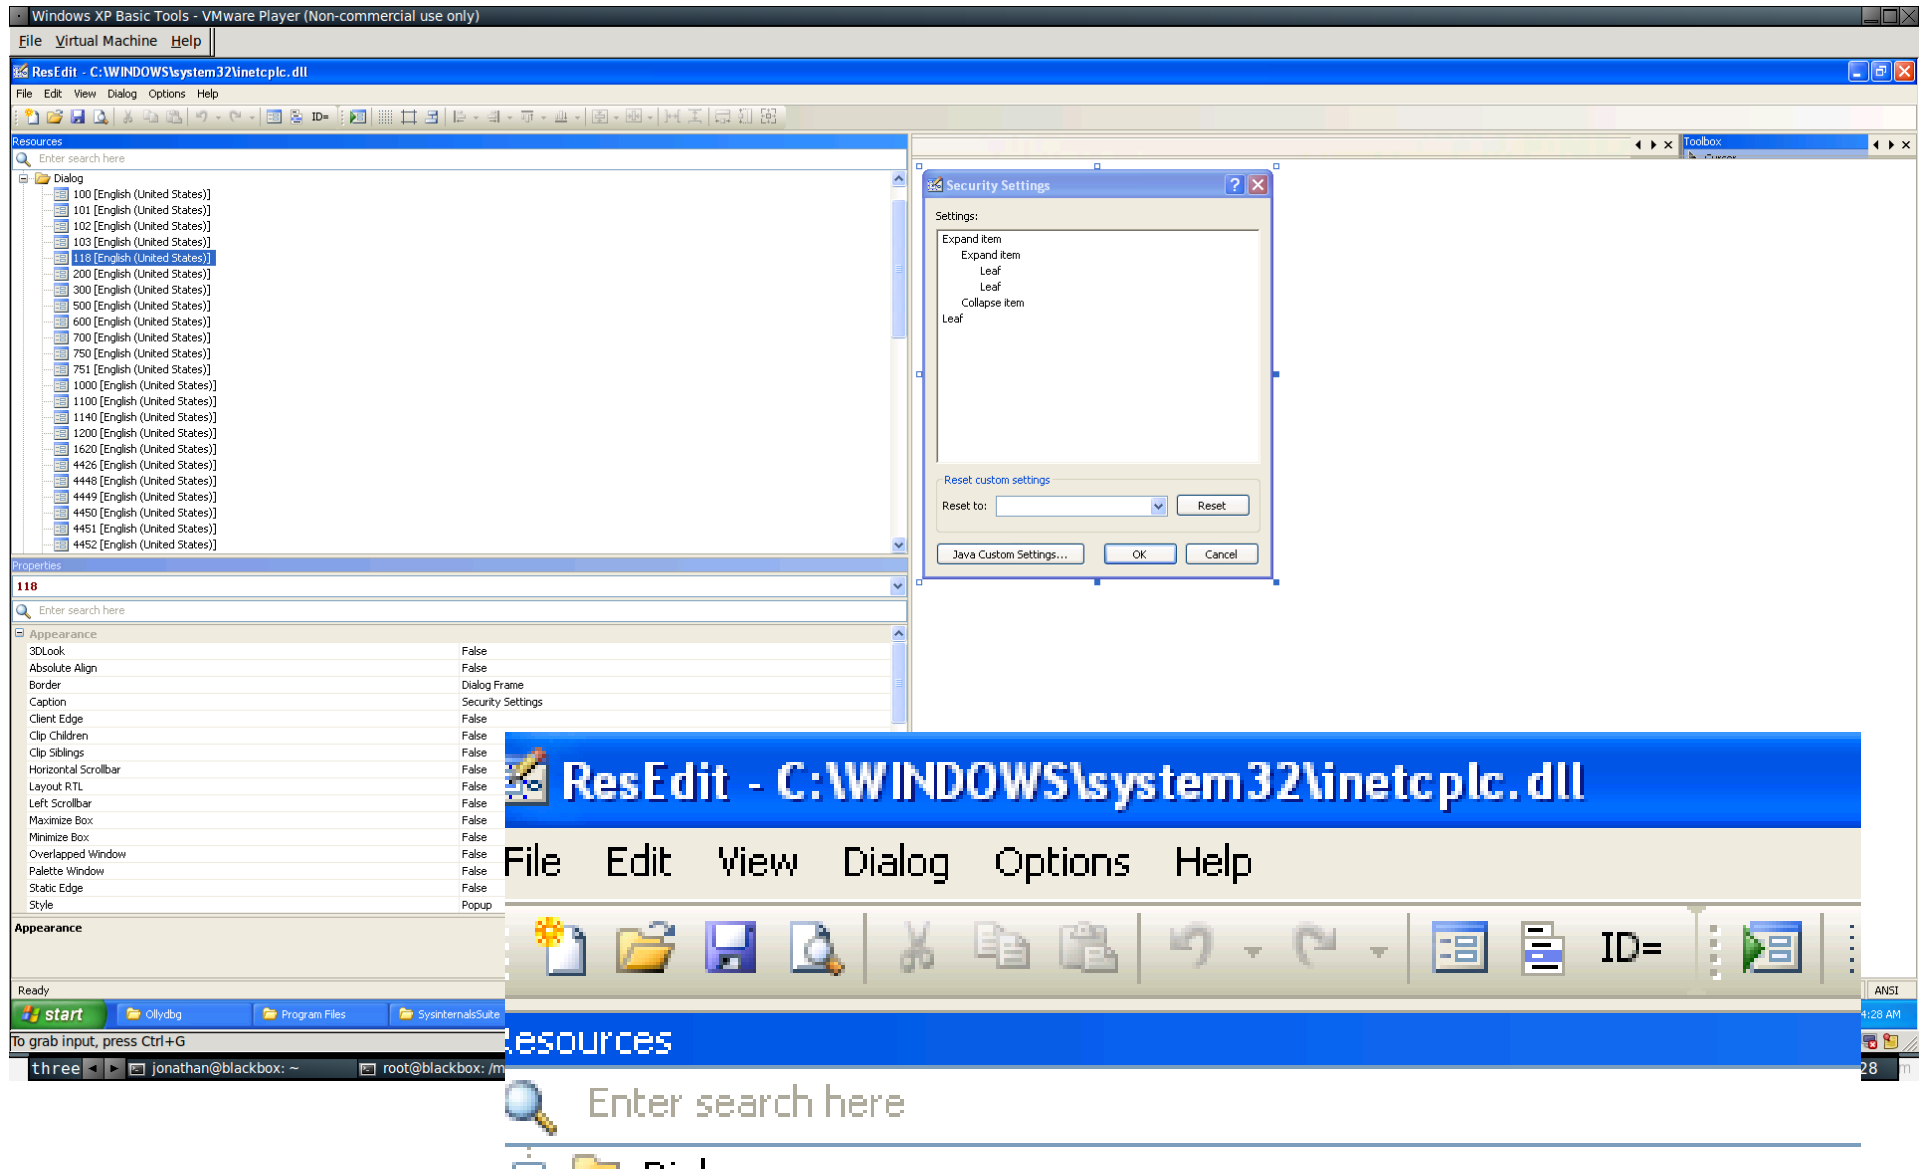 Windows XP Basic Tools - VMware Player (Non-commercial use only)
File Virtual Machine Help
ResEdit - C:\WINDOWS\system32\inetcplc.dll
File Edit View Dialog Options Help
ID=
Resources
Enter search here
Dialog
100 [English (United States)]
101 [English (United States)]
102 [English (United States)]
103 [English (United States)]
118 [English (United States)]
200 [English (United States)]
300 [English (United States)]
500 [English (United States)]
600 [English (United States)]
700 [English (United States)]
750 [English (United States)]
751 [English (United States)]
1000 [English (United States)]
1100 [English (United States)]
1140 [English (United States)]
1200 [English (United States)]
1620 [English (United States)]
4426 [English (United States)]
4448 [English (United States)]
4449 [English (United States)]
4450 [English (United States)]
4451 [English (United States)]
4452 [English (United States)]
Toolbox
Cursor
Security Settings
Settings:
Expand item
Expand item
Leaf
Leaf
Collapse item
Leaf
Reset custom settings
Reset to:
Reset
Java Custom Settings...
OK
Cancel
Properties
118
Enter search here
Appearance
3DLook False
Absolute Align False
Border Dialog Frame
Caption Security Settings
Client Edge False
Clip Children False
Clip Siblings False
Horizontal Scrollbar False
Layout RTL False
Left Scrollbar False
Maximize Box False
Minimize Box False
Overlapped Window False
Palette Window False
Static Edge False
Style Popup
Appearance
Ready
ANSI
start Ollydbg Program Files SysinternalsSuite
4:28 AM
To grab input, press Ctrl+G
three jonathan@blackbox: ~ root@blackbox: /m
28
ResEdit - C:\WINDOWS\system32\inetcplc.dll
File Edit View Dialog Options Help
ID=
esources
Enter search here